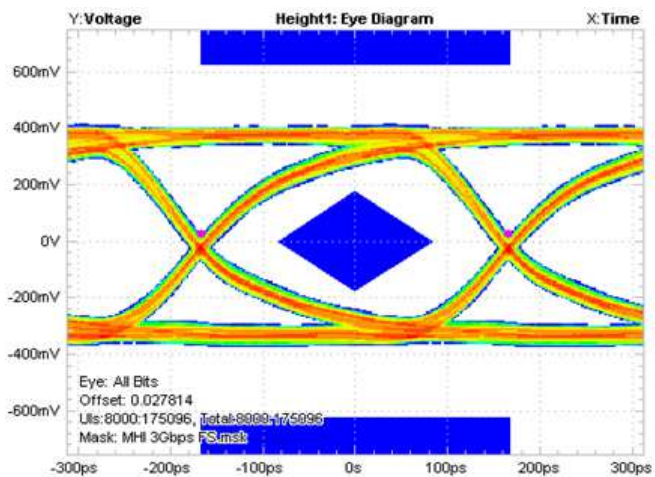 Y:Voltage Height1: Eye Diagram X:Time
600mV
400mV
200mV
0V
-200mV
-400mV
-600mV
Eye: All Bits
Offset: 0.027814
UIs:8000:175096, Total:8000:175096
Mask: MHI 3Gbps FS.msk
-300ps -200ps -100ps 0s 100ps 200ps 300ps